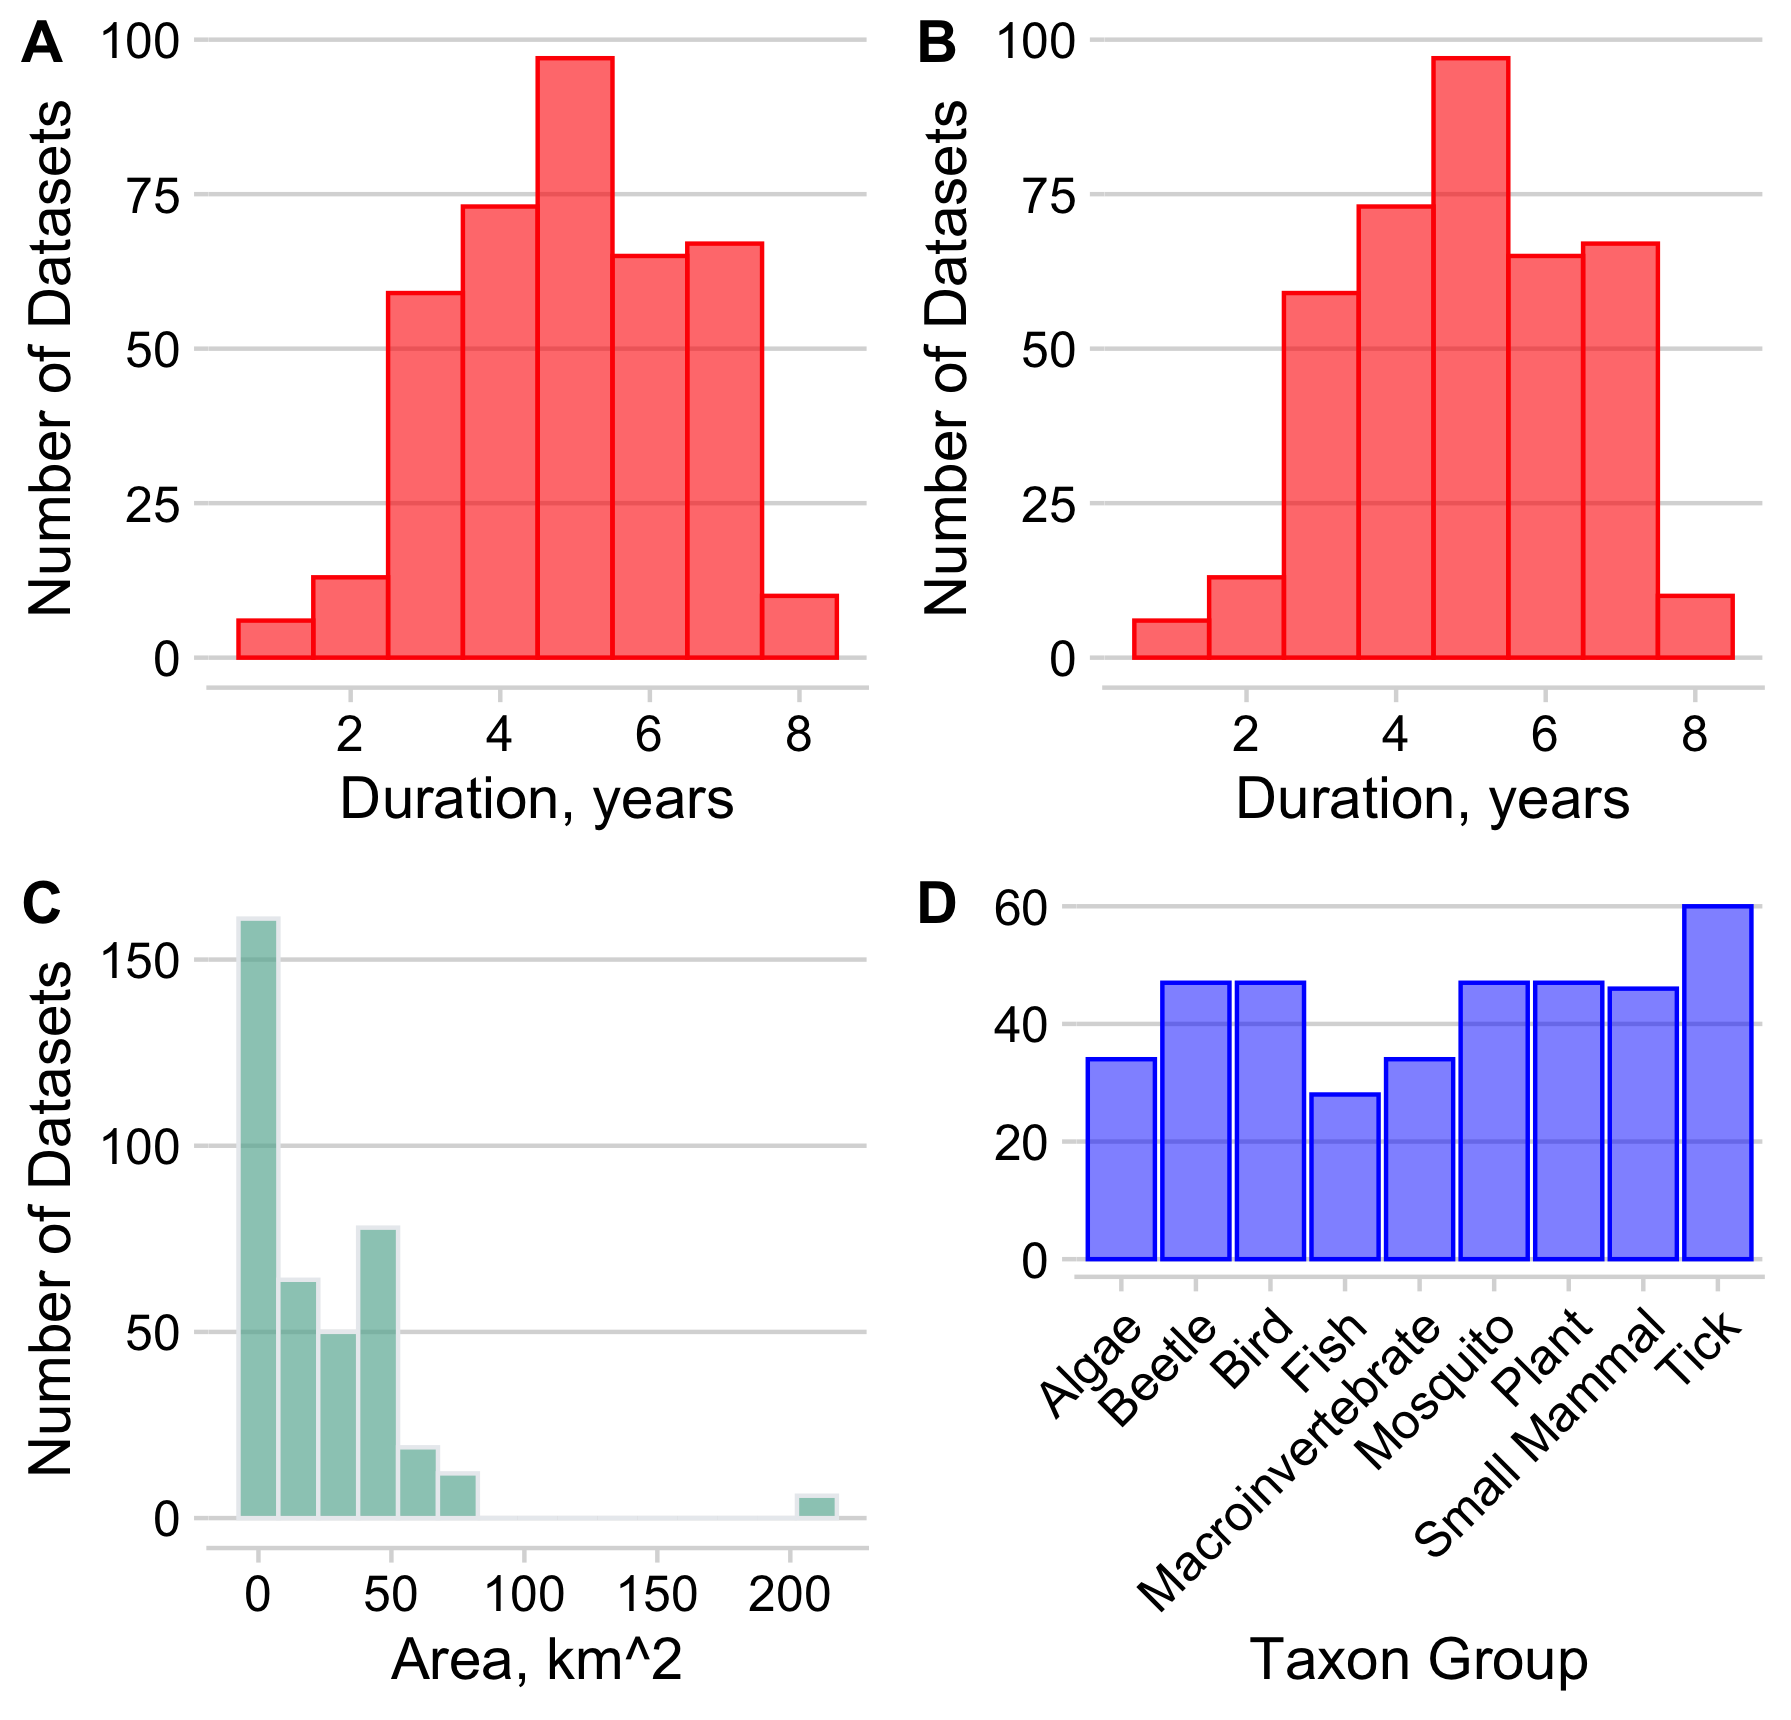 A
100
75
50
25
0
Number of Datasets
2 4 6 8
Duration, years
B
100
75
50
25
0
Number of Datasets
2 4 6 8
Duration, years
C
150
100
50
0
Number of Datasets
0 50 100 150 200
Area, km^2
D
60
40
20
0
Algae
Beetle
Bird
Fish
Macroinvertebrate
Mosquito
Plant
Small Mammal
Tick
Taxon Group